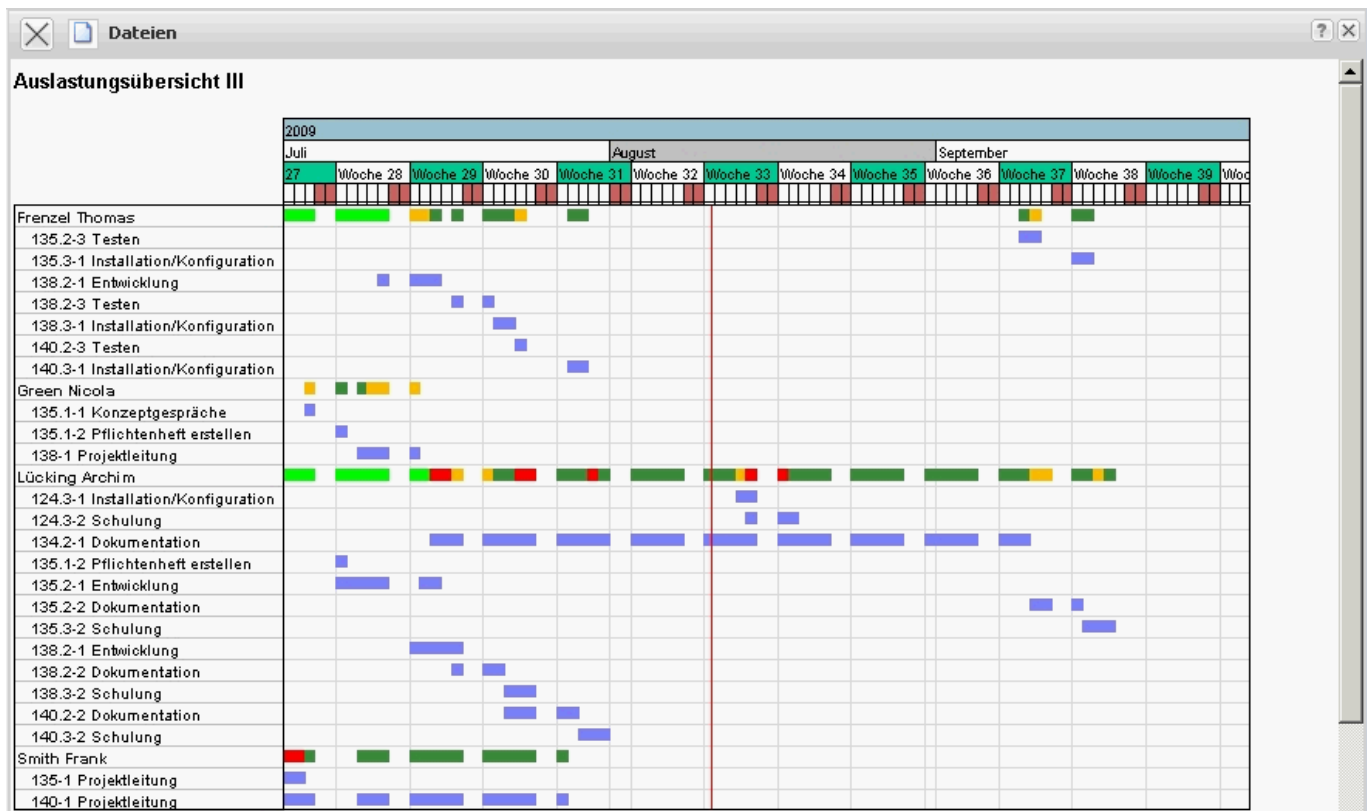 Dateien
?
Auslastungsübersicht III
2009
Juli August September
27 Woche 28 Woche 29 Woche 30 Woche 31 Woche 32 Woche 33 Woche 34 Woche 35 Woche 36 Woche 37 Woche 38 Woche 39 Woc
Frenzel Thomas
135.2-3 Testen
135.3-1 Installation/Konfiguration
138.2-1 Entwicklung
138.2-3 Testen
138.3-1 Installation/Konfiguration
140.2-3 Testen
140.3-1 Installation/Konfiguration
Green Nicola
135.1-1 Konzeptgespräche
135.1-2 Pflichtenheft erstellen
138-1 Projektleitung
Lücking Archim
124.3-1 Installation/Konfiguration
124.3-2 Schulung
134.2-1 Dokumentation
135.1-2 Pflichtenheft erstellen
135.2-1 Entwicklung
135.2-2 Dokumentation
135.3-2 Schulung
138.2-1 Entwicklung
138.2-2 Dokumentation
138.3-2 Schulung
140.2-2 Dokumentation
140.3-2 Schulung
Smith Frank
135-1 Projektleitung
140-1 Projektleitung